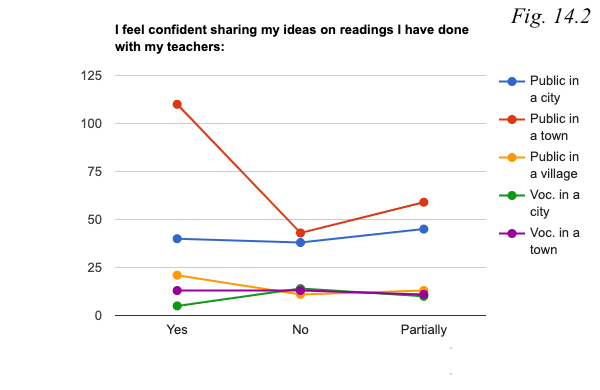 Fig. 14.2
I feel confident sharing my ideas on readings I have done
with my teachers:
125
100
75
50
25
0
Yes
No
Partially
Public in
a city
Public in
a town
Public in
a village
Voc. in a
city
Voc. in a
town